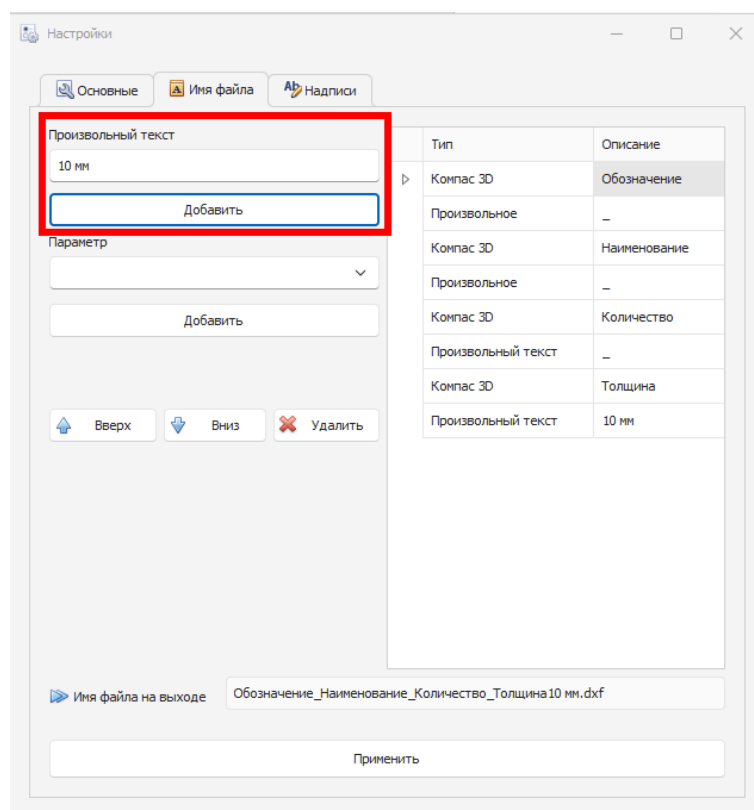 Настройки
Основные
Имя файла
Надписи
Произвольный текст
10 мм
Добавить
Параметр
Добавить
Вверх
Вниз
Удалить
Тип Описание
Компас 3D Обозначение
Произвольное _
Компас 3D Наименование
Произвольное _
Компас 3D Количество
Произвольный текст _
Компас 3D Толщина
Произвольный текст 10 мм
Имя файла на выходе Обозначение_Наименование_Количество_Толщина10 мм.dxf
Применить